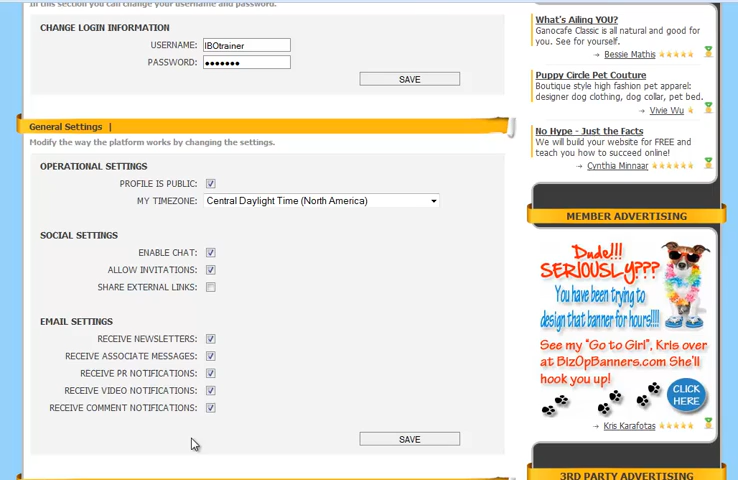 In this section you can change your username and password.
CHANGE LOGIN INFORMATION
USERNAME: IBOtrainer
PASSWORD: •••••••
SAVE
General Settings |
Modify the way the platform works by changing the settings.
OPERATIONAL SETTINGS
PROFILE IS PUBLIC:
MY TIMEZONE: Central Daylight Time (North America)
SOCIAL SETTINGS
ENABLE CHAT:
ALLOW INVITATIONS:
SHARE EXTERNAL LINKS:
EMAIL SETTINGS
RECEIVE NEWSLETTERS:
RECEIVE ASSOCIATE MESSAGES:
RECEIVE PR NOTIFICATIONS:
RECEIVE VIDEO NOTIFICATIONS:
RECEIVE COMMENT NOTIFICATIONS:
SAVE
What's Ailing YOU?
Ganocafe Classic is all natural and good for
you. See for yourself.
Bessie Mathis
Puppy Circle Pet Couture
Boutique style high fashion pet apparel:
designer dog clothing, dog collar, pet bed.
Vivie Wu
No Hype - Just the Facts
We will build your website for FREE and
teach you how to succeed online!
Cynthia Minnaar
MEMBER ADVERTISING
Dude!!!
SERIOUSLY???
You have been trying to
design that banner for hours!!!!
See my "Go to Girl", Kris over
at BizOpBanners.com She'll
hook you up!
CLICK
HERE
Kris Karafotas
3RD PARTY ADVERTISING